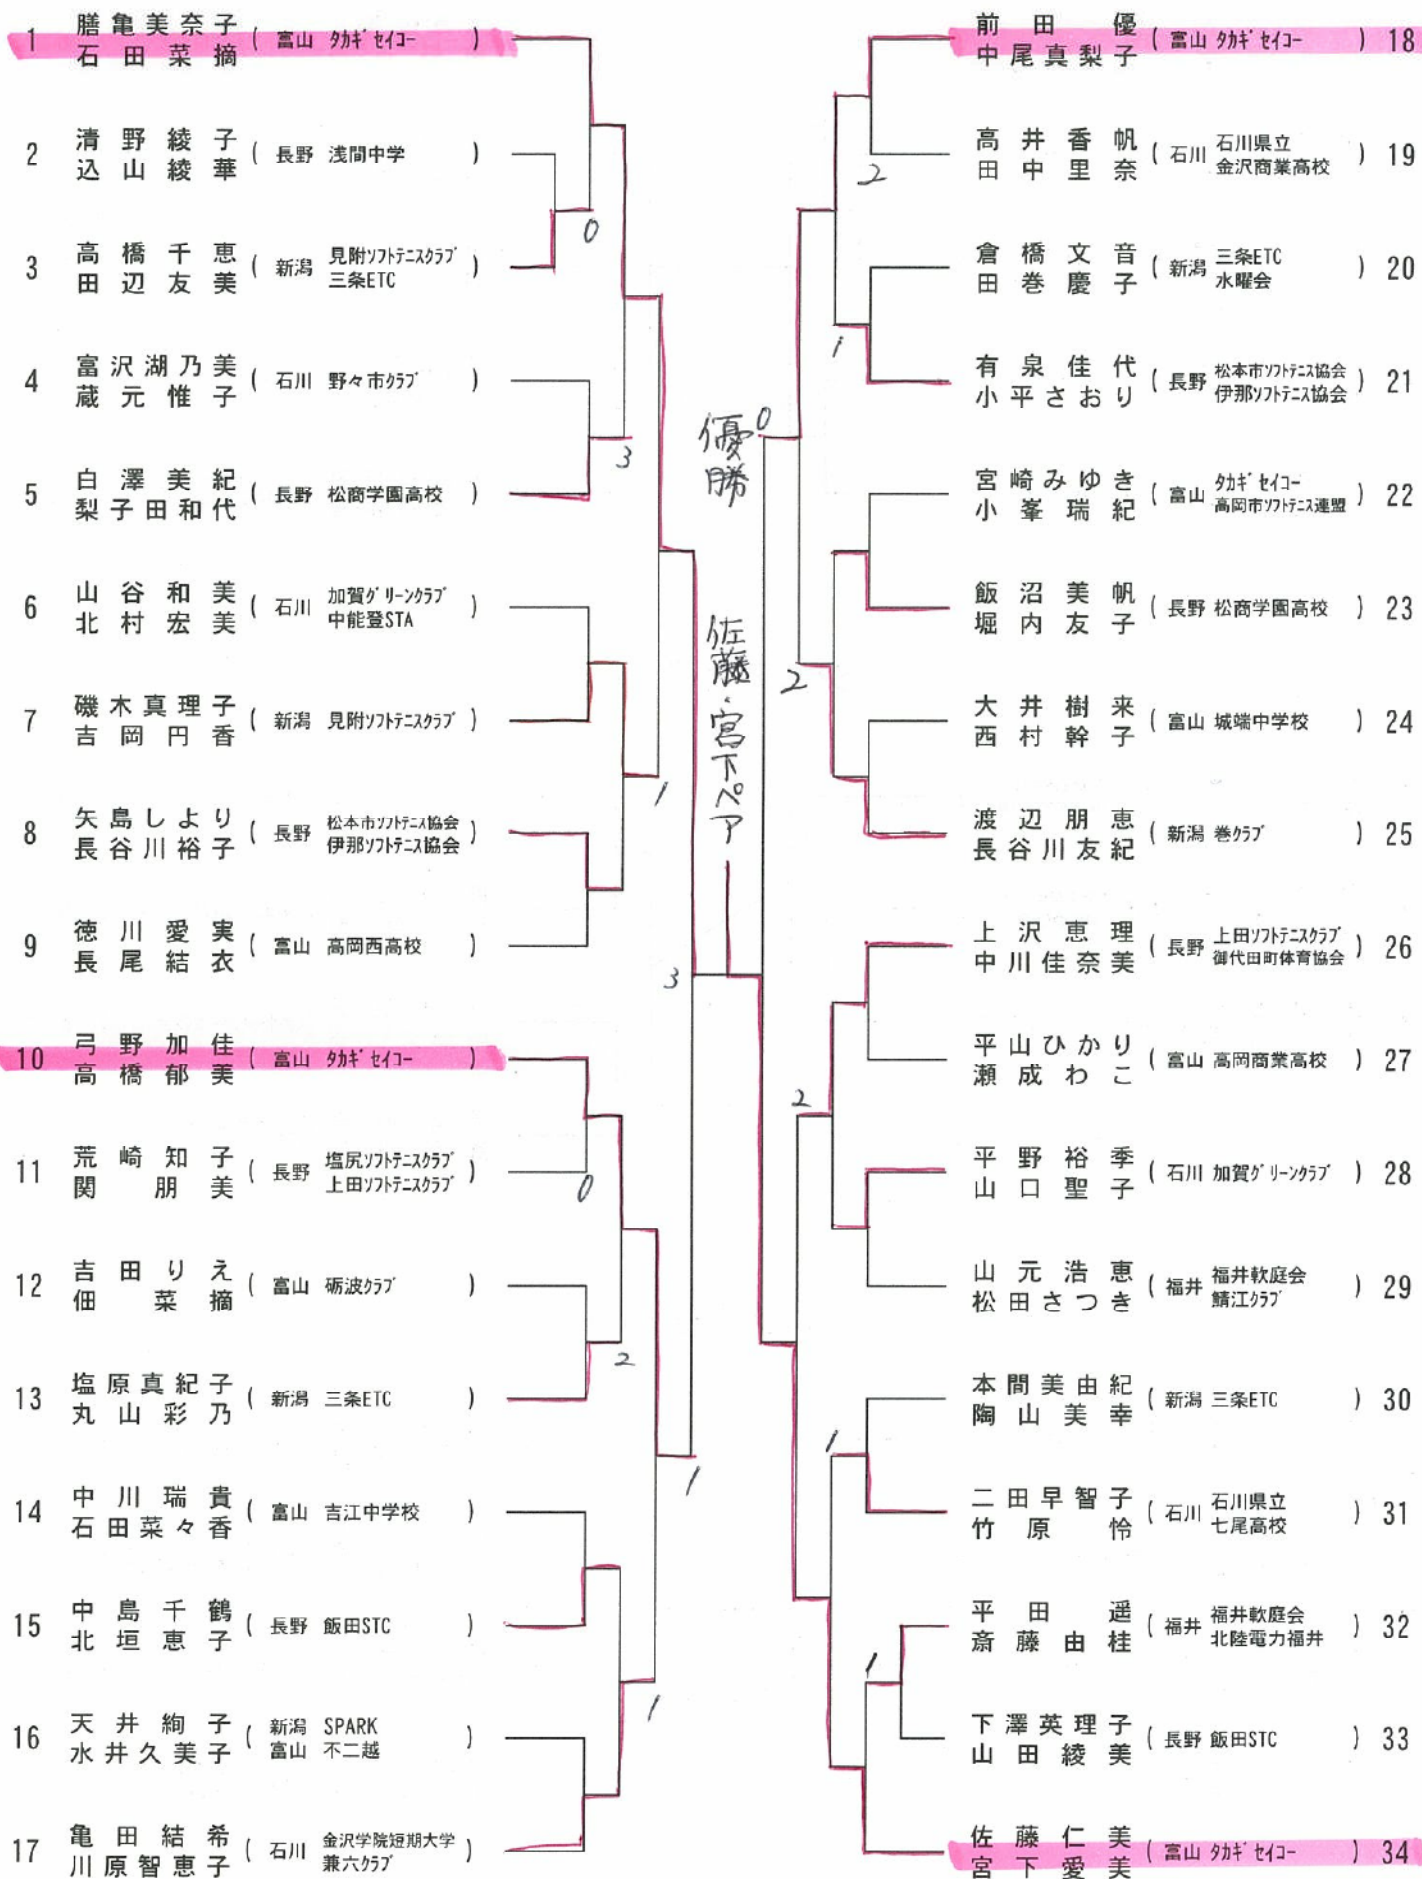 1 膳亀美奈子 ( 富山 タカギセイコー )
石田菜摘
2 清野綾子 ( 長野 浅間中学 )
込山綾華
3 高橋千恵 ( 新潟 見附ソフトテニスクラブ )
田辺友美 三条ETC
4 富沢湖乃美 ( 石川 野々市クラブ )
蔵元惟子
5 白澤美紀 ( 長野 松商学園高校 )
梨子田和代
6 山谷和美 ( 石川 加賀グリーンクラブ )
北村宏美 中能登STA
7 磯木真理子 ( 新潟 見附ソフトテニスクラブ )
吉岡円香
8 矢島しより ( 長野 松本市ソフトテニス協会 )
長谷川裕子 伊那ソフトテニス協会
9 徳川愛実 ( 富山 高岡西高校 )
長尾結衣
10 弓野加佳 ( 富山 タカギセイコー )
高橋郁美
11 荒崎知子 ( 長野 塩尻ソフトテニスクラブ )
関朋美 上田ソフトテニスクラブ
12 吉田りえ ( 富山 砺波クラブ )
佃菜摘
13 塩原真紀子 ( 新潟 三条ETC )
丸山彩乃
14 中川瑞貴 ( 富山 吉江中学校 )
石田菜々香
15 中島千鶴 ( 長野 飯田STC )
北垣恵子
16 天井絢子 ( 新潟 SPARK )
水井久美子 富山 不二越
17 亀田結希 ( 石川 金沢学院短期大学 )
川原智恵子 兼六クラブ
0
3
1
3
0
2
1
1
優勝
佐藤・宮下ペア
0
2
1
2
2
1
1
前田優 ( 富山 タカギセイコー ) 18
中尾真梨子
高井香帆 ( 石川 石川県立 ) 19
田中里奈 金沢商業高校
倉橋文音 ( 新潟 三条ETC ) 20
田巻慶子 水曜会
有泉佳代 ( 長野 松本市ソフトテニス協会 ) 21
小平さおり 伊那ソフトテニス協会
宮崎みゆき ( 富山 タカギセイコー ) 22
小峯瑞紀 高岡市ソフトテニス連盟
飯沼美帆 ( 長野 松商学園高校 ) 23
堀内友子
大井樹来 ( 富山 城端中学校 ) 24
西村幹子
渡辺朋恵 ( 新潟 巻クラブ ) 25
長谷川友紀
上沢恵理 ( 長野 上田ソフトテニスクラブ ) 26
中川佳奈美 御代田町体育協会
平山ひかり ( 富山 高岡商業高校 ) 27
瀬成わこ
平野裕季 ( 石川 加賀グリーンクラブ ) 28
山口聖子
山元浩恵 ( 福井 福井軟庭会 ) 29
松田さつき 鯖江クラブ
本間美由紀 ( 新潟 三条ETC ) 30
陶山美幸
二田早智子 ( 石川 石川県立 ) 31
竹原怜 七尾高校
平田遥 ( 福井 福井軟庭会 ) 32
斎藤由桂 北陸電力福井
下澤英理子 ( 長野 飯田STC ) 33
山田綾美
佐藤仁美 ( 富山 タカギセイコー ) 34
宮下愛美